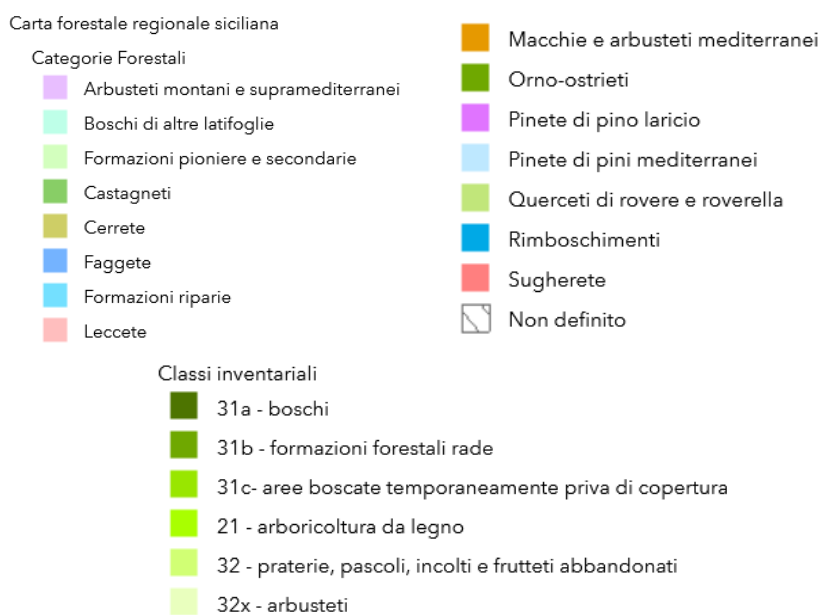 Carta forestale regionale siciliana
Categorie Forestali
Arbusteti montani e supramediterranei
Boschi di altre latifoglie
Formazioni pioniere e secondarie
Castagneti
Cerrete
Faggete
Formazioni riparie
Leccete
Macchie e arbusteti mediterranei
Orno-ostrieti
Pinete di pino laricio
Pinete di pini mediterranei
Querceti di rovere e roverella
Rimboschimenti
Sugherete
Non definito
Classi inventariali
31a - boschi
31b - formazioni forestali rade
31c- aree boscate temporaneamente priva di copertura
21 - arboricoltura da legno
32 - praterie, pascoli, incolti e frutteti abbandonati
32x - arbusteti